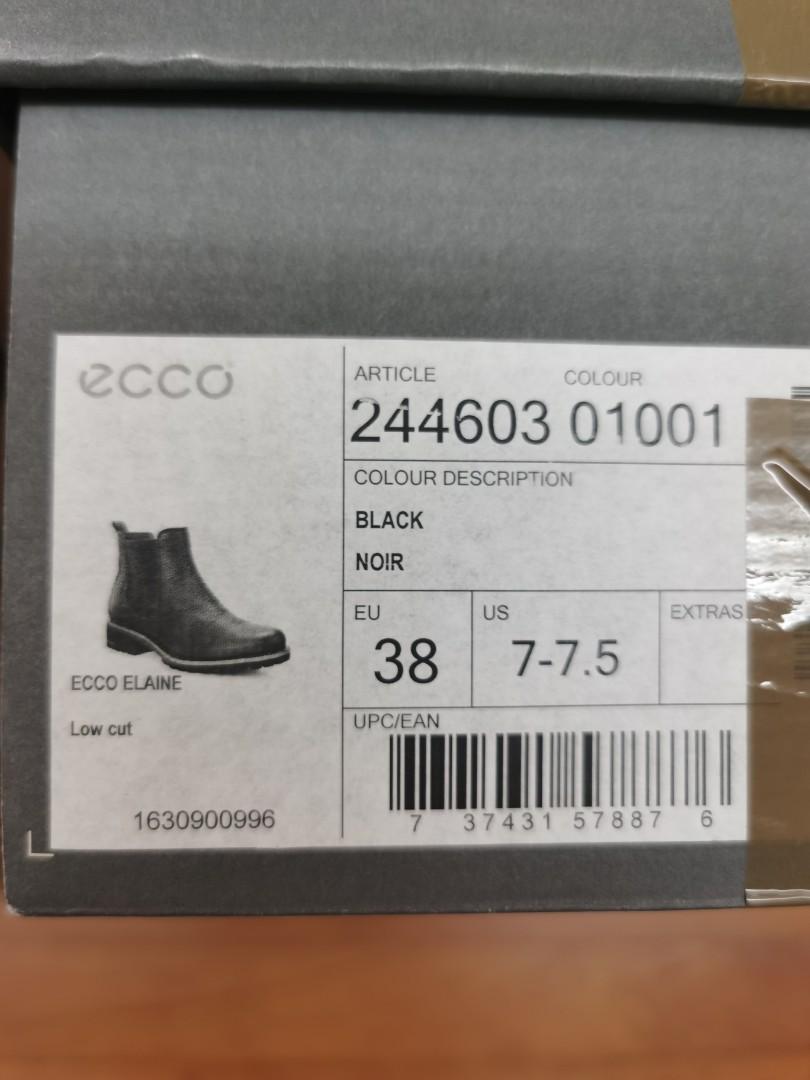 ecco
ARTICLE COLOUR
244603 01001
COLOUR DESCRIPTION
BLACK
NOIR
EU US EXTRAS
38 7-7.5
ECCO ELAINE
Low cut
UPC/EAN
7 37431 57887 6
1630900996